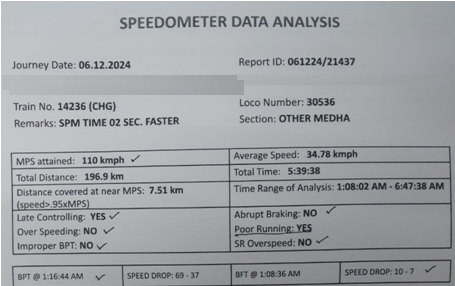 SPEEDOMETER DATA ANALYSIS
Journey Date: 06.12.2024
Report ID: 061224/21437
Train No. 14236 (CHG)
Loco Number: 30536
Remarks: SPM TIME 02 SEC. FASTER
Section: OTHER MEDHA
MPS attained: 110 kmph
Average Speed: 34.78 kmph
Total Distance: 196.9 km
Total Time: 5:39:38
Distance covered at near MPS: 7.51 km
(speed>.95xMPS)
Time Range of Analysis: 1:08:02 AM - 6:47:38 AM
Late Controlling: YES
Abrupt Braking: NO
Over Speeding: NO
Poor Running: YES
Improper BPT: NO
SR Overspeed: NO
BPT @ 1:16:44 AM
SPEED DROP: 69 - 37
BFT @ 1:08:36 AM
SPEED DROP: 10 - 7